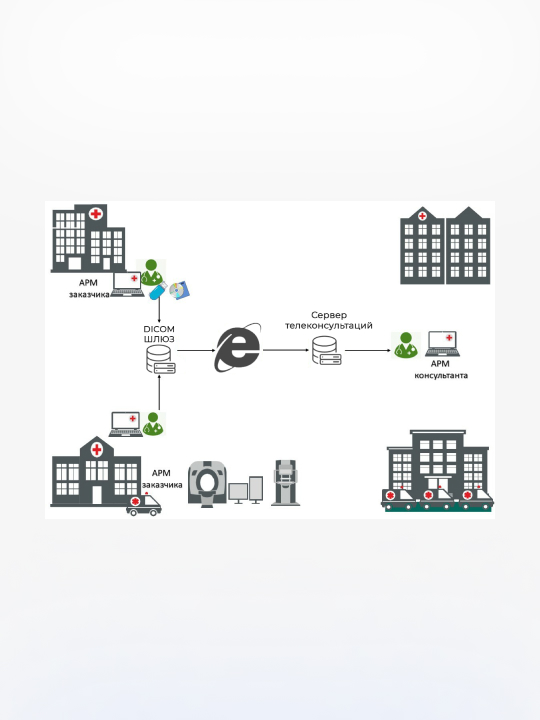 АРМ
заказчика
DICOM
ШЛЮЗ
Сервер
телеконсультаций
АРМ
консультанта
АРМ
заказчика